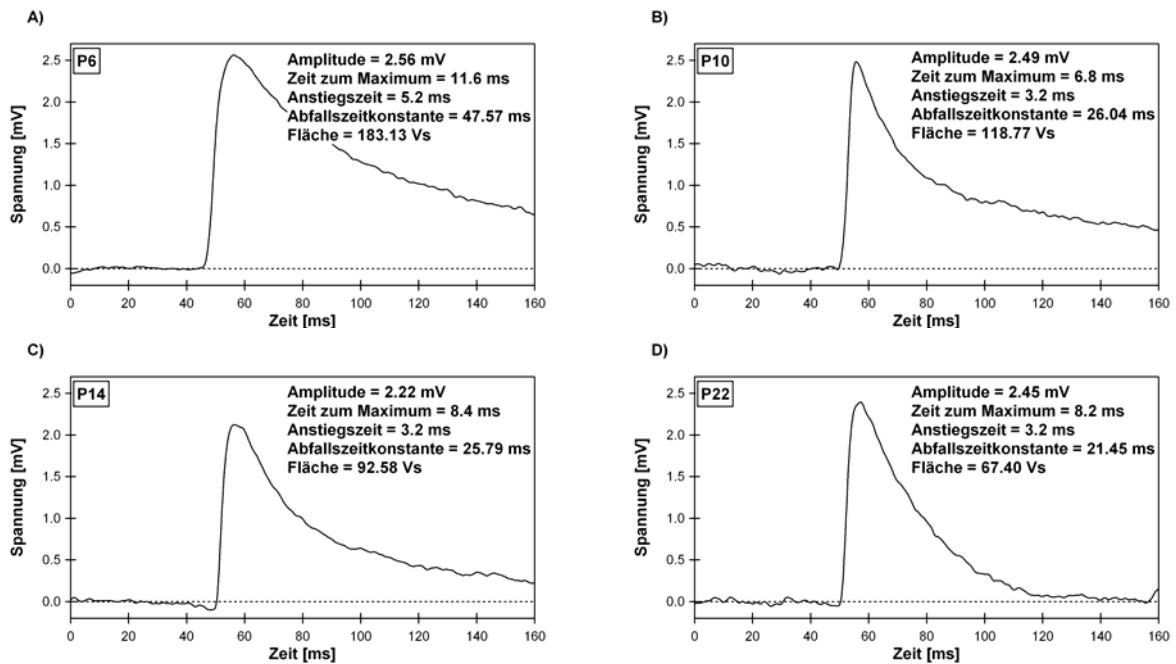 A)
P6
Amplitude = 2.56 mV
Zeit zum Maximum = 11.6 ms
Anstiegszeit = 5.2 ms
Abfallszeitkonstante = 47.57 ms
Fläche = 183.13 Vs
Spannung [mV]
2.5
2.0
1.5
1.0
0.5
0.0
0 20 40 60 80 100 120 140 160
Zeit [ms]
B)
P10
Amplitude = 2.49 mV
Zeit zum Maximum = 6.8 ms
Anstiegszeit = 3.2 ms
Abfallszeitkonstante = 26.04 ms
Fläche = 118.77 Vs
Spannung [mV]
2.5
2.0
1.5
1.0
0.5
0.0
0 20 40 60 80 100 120 140 160
Zeit [ms]
C)
P14
Amplitude = 2.22 mV
Zeit zum Maximum = 8.4 ms
Anstiegszeit = 3.2 ms
Abfallszeitkonstante = 25.79 ms
Fläche = 92.58 Vs
Spannung [mV]
2.5
2.0
1.5
1.0
0.5
0.0
0 20 40 60 80 100 120 140 160
Zeit [ms]
D)
P22
Amplitude = 2.45 mV
Zeit zum Maximum = 8.2 ms
Anstiegszeit = 3.2 ms
Abfallszeitkonstante = 21.45 ms
Fläche = 67.40 Vs
Spannung [mV]
2.5
2.0
1.5
1.0
0.5
0.0
0 20 40 60 80 100 120 140 160
Zeit [ms]